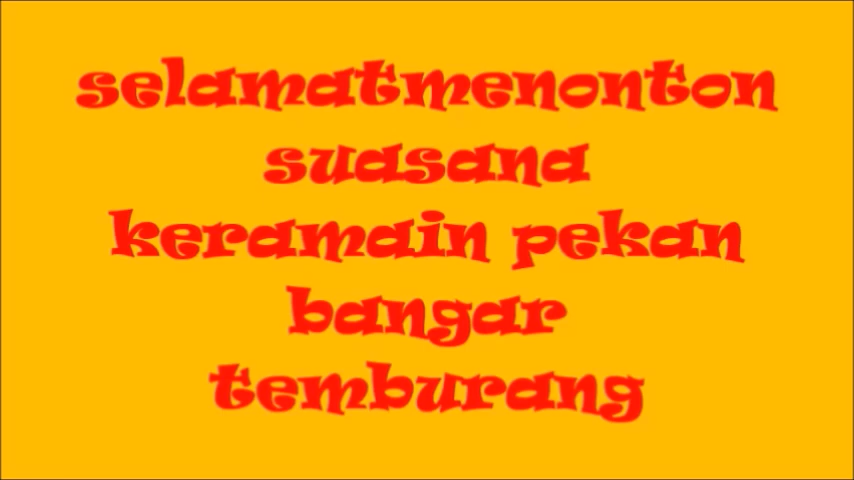 selamatmenonton
suasana
keramain pekan
bangar
temburang